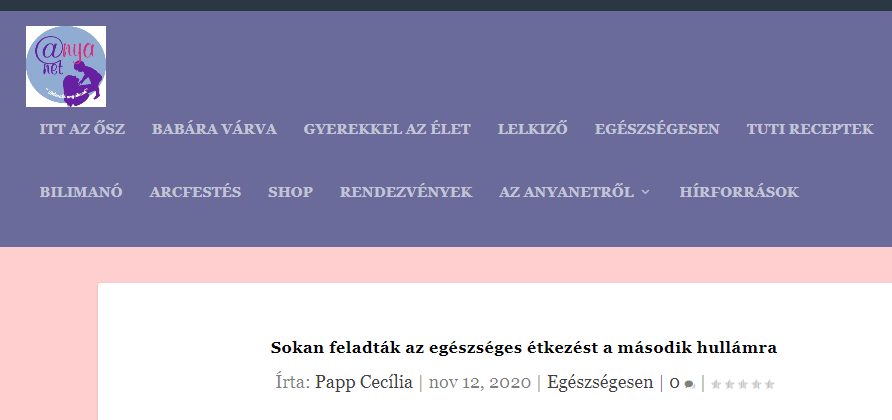 @nya
net
ITT AZ ŐSZ BABÁRA VÁRVA GYEREKKEL AZ ÉLET LELKIZŐ EGÉSZSÉGESEN TUTI RECEPTEK
BILIMANÓ ARCFESTÉS SHOP RENDEZVÉNYEK AZ ANYANETRŐL HÍRFORRÁSOK
Sokan feladták az egészséges étkezést a második hullámra
Írta: Papp Cecília | nov 12, 2020 | Egészségesen | 0 |